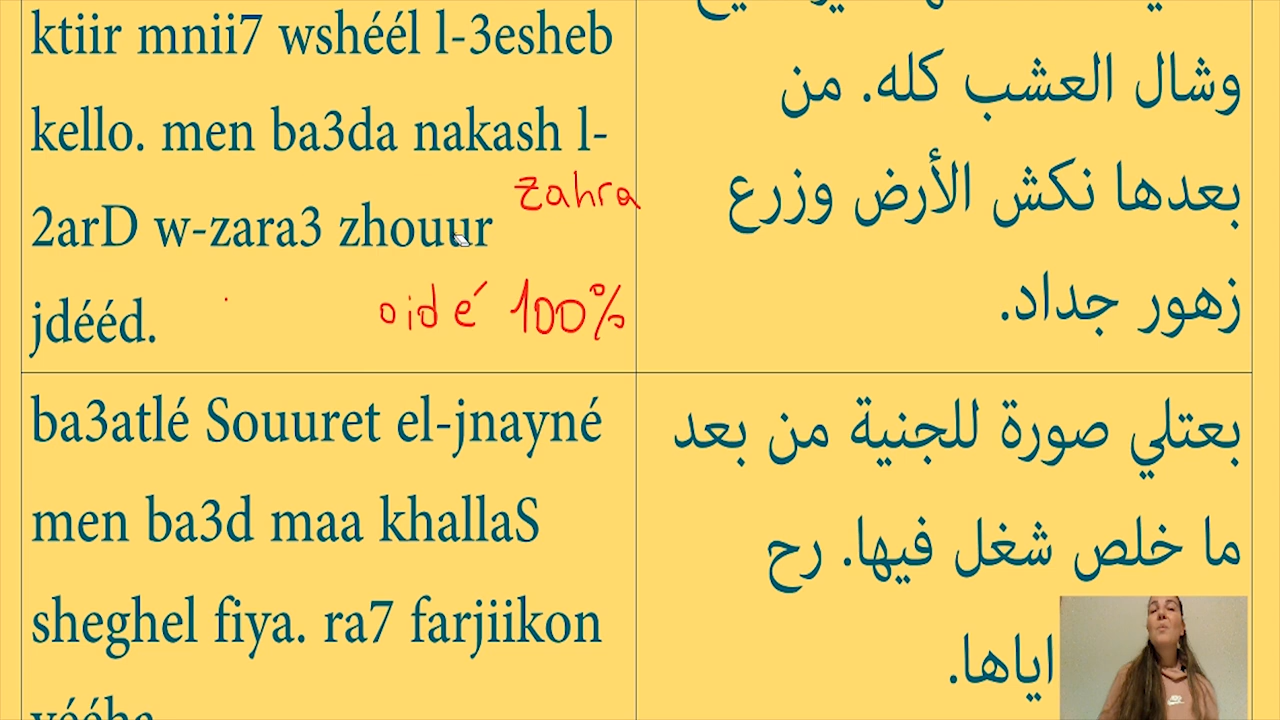 ktiir mnii7 wshéél l-3esheb
kello. men ba3da nakash l-
2arD w-zara3 zhouur
zahra
jdééd.
oidé 100%
وشال العشب كله. من
بعدها نكش الأرض وزرع
زهور جداد.
ba3atlé Souuret el-jnayné
men ba3d maa khallaS
sheghel fiya. ra7 farjiikon
بعتلي صورة للجنية من بعد
ما خلص شغل فيها. رح
اياها.